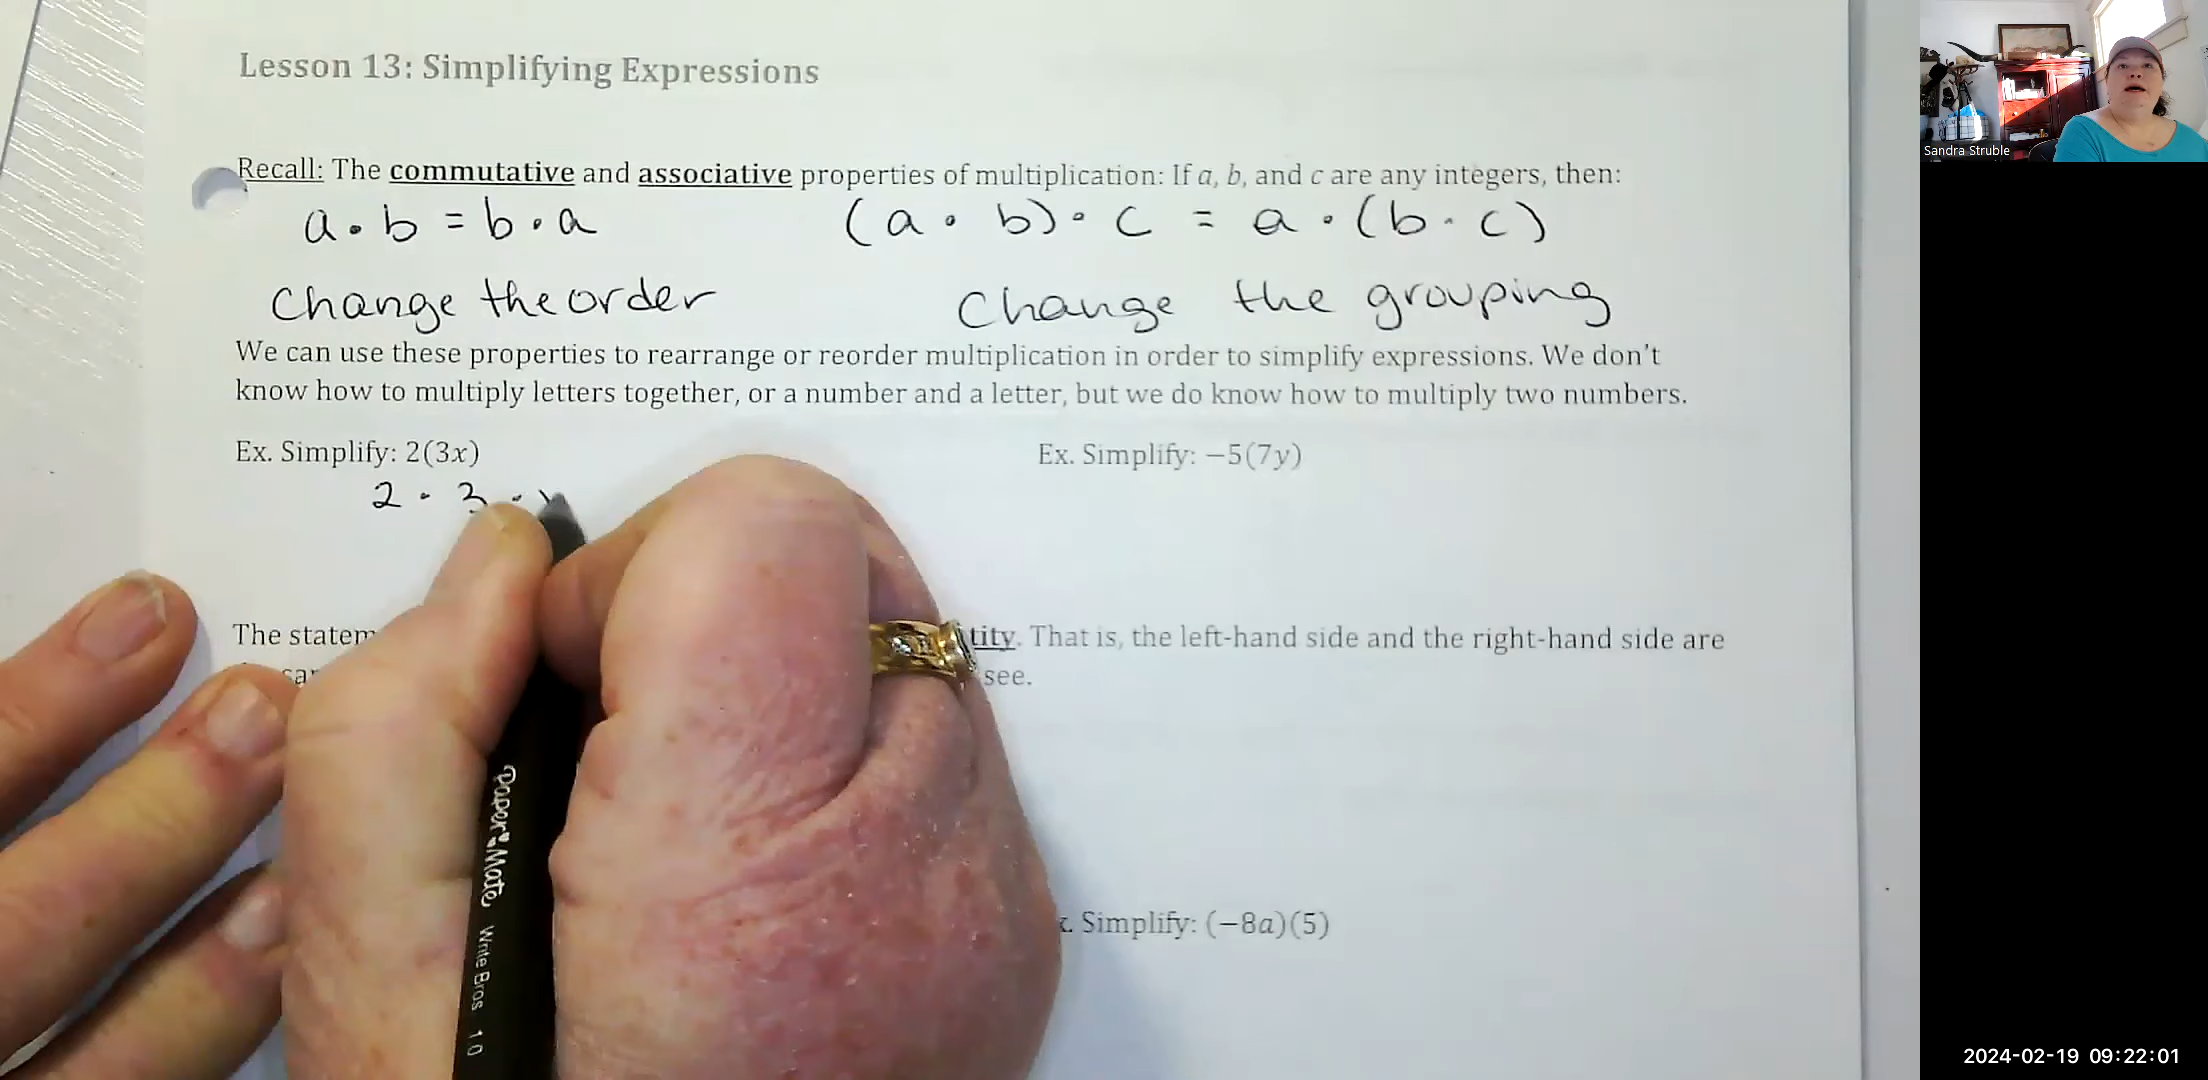 Lesson 13: Simplifying Expressions
Recall: The commutative and associative properties of multiplication: If a, b, and c are any integers, then:
a · b = b · a (a · b) · c = a · (b · c)
Change the order Change the grouping
We can use these properties to rearrange or reorder multiplication in order to simplify expressions. We don't
know how to multiply letters together, or a number and a letter, but we do know how to multiply two numbers.
Ex. Simplify: 2(3x) Ex. Simplify: −5(7y)
2 · 3 ·
The tity. That is, the left-hand side and the right-hand side are
see.
Simplify: (−8a)(5)
Paper Mate Write Bros 1.0
Sandra Struble
2024-02-19 09:22:01